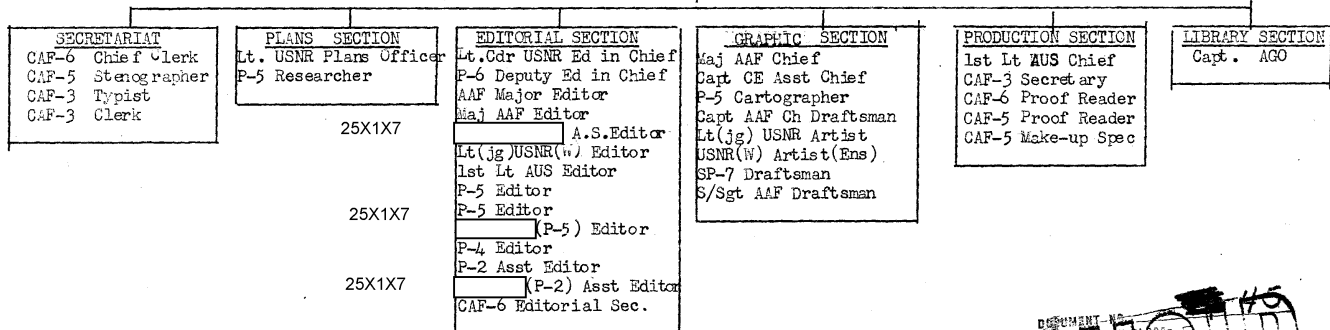 SECRETARIAT
CAF-6 Chief Clerk
CAF-5 Stenographer
CAF-3 Typist
CAF-3 Clerk
PLANS SECTION
Lt. USNR Plans Officer
P-5 Researcher
EDITORIAL SECTION
Lt.Cdr USNR Ed in Chief
P-6 Deputy Ed in Chief
AAF Major Editor
Maj AAF Editor
25X1X7
A.S.Editor
Lt(jg)USNR(W) Editor
1st Lt AUS Editor
P-5 Editor
25X1X7
P-5 Editor
(P-5) Editor
P-4 Editor
P-2 Asst Editor
25X1X7
(P-2) Asst Editor
CAF-6 Editorial Sec.
GRAPHIC SECTION
Maj AAF Chief
Capt CE Asst Chief
P-5 Cartographer
Capt AAF Ch Draftsman
Lt(jg) USNR Artist
USNR(W) Artist(Ens)
SP-7 Draftsman
S/Sgt AAF Draftsman
PRODUCTION SECTION
1st Lt AUS Chief
CAF-3 Secretary
CAF-6 Proof Reader
CAF-5 Proof Reader
CAF-5 Make-up Spec
LIBRARY SECTION
Capt. AGO
DOCUMENT NO.
45